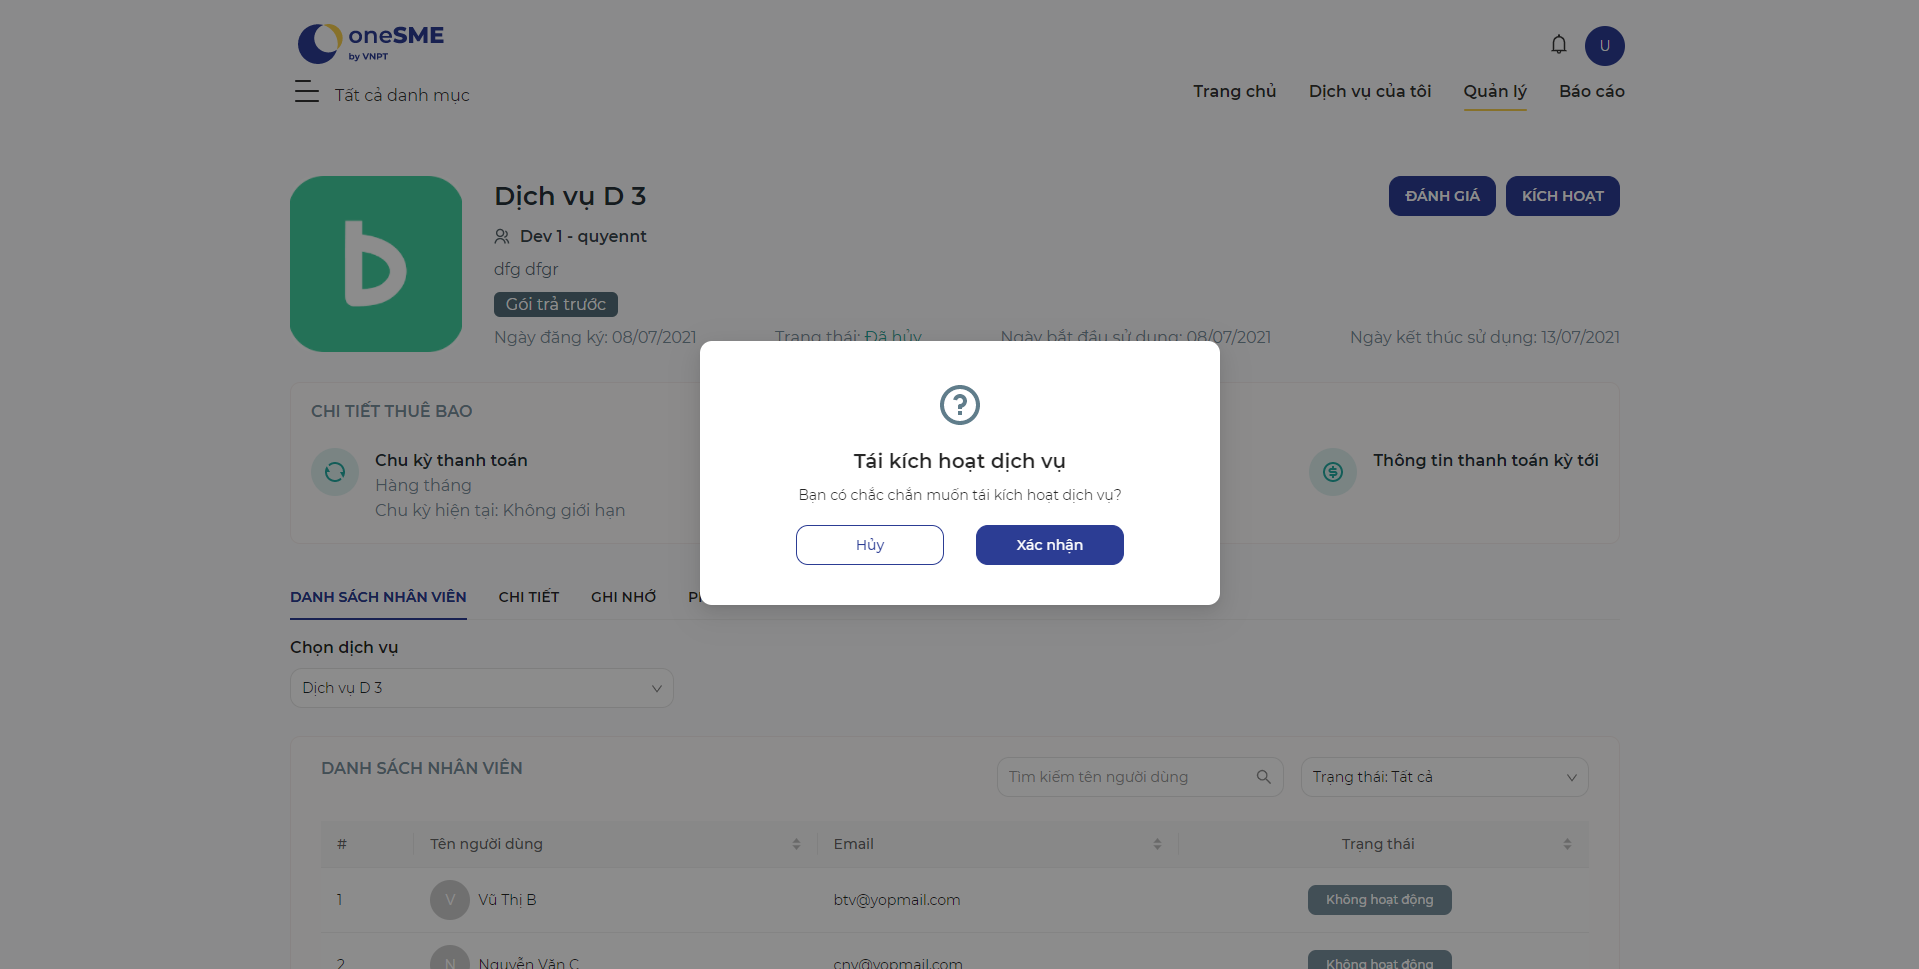 oneSME
by VNPT
U
Tất cả danh mục
Trang chủ
Dịch vụ của tôi
Quản lý
Báo cáo
Dịch vụ D 3
ĐÁNH GIÁ
KÍCH HOẠT
Dev 1 - quyennt
dfg dfgr
Gói trả trước
Ngày đăng ký: 08/07/2021
Trạng thái: Đã hủy
Ngày bắt đầu sử dụng: 08/07/2021
Ngày kết thúc sử dụng: 13/07/2021
CHI TIẾT THUÊ BAO
Chu kỳ thanh toán
Hàng tháng
Chu kỳ hiện tại: Không giới hạn
Thông tin thanh toán kỳ tới
Tái kích hoạt dịch vụ
Bạn có chắc chắn muốn tái kích hoạt dịch vụ?
Hủy
Xác nhận
DANH SÁCH NHÂN VIÊN
CHI TIẾT
GHI NHỚ
Chọn dịch vụ
Dịch vụ D 3
DANH SÁCH NHÂN VIÊN
Tìm kiếm tên người dùng
Trạng thái: Tất cả
#
Tên người dùng
Email
Trạng thái
1
V
Vũ Thị B
btv@yopmail.com
Không hoạt động
2
N
Nguyễn Văn C
cnv@yopmail.com
Không hoạt động